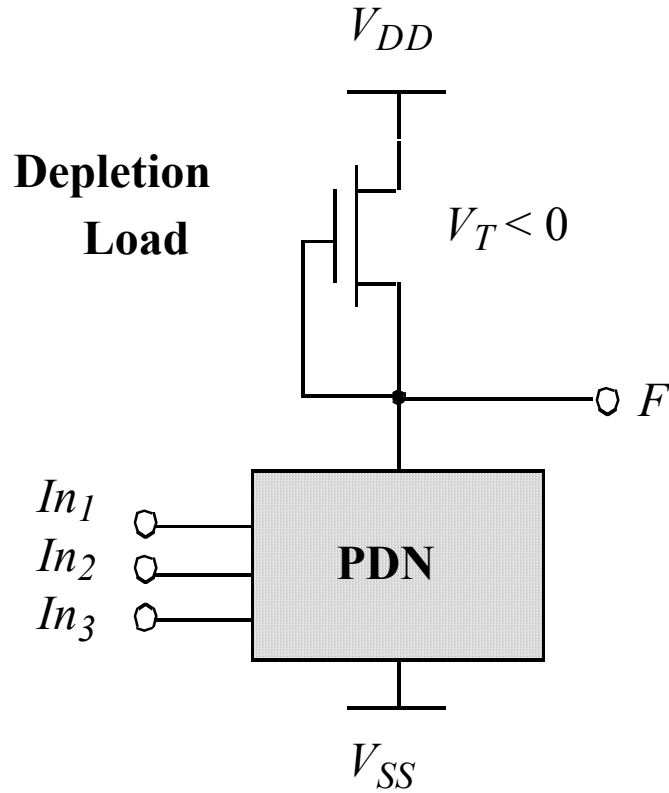 V_DD
Depletion
Load
V_T < 0
F
In_1
In_2
In_3
PDN
V_SS